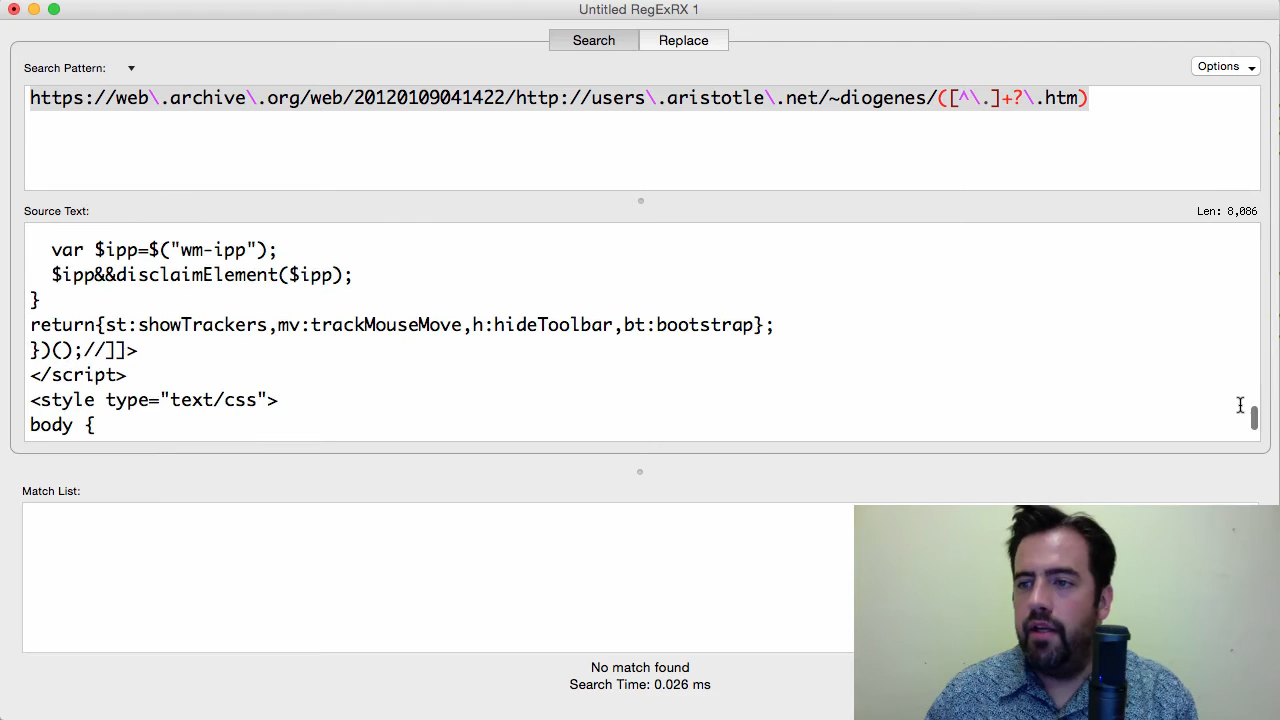 Untitled RegExRX 1
Search Replace
Search Pattern: Options
https://web\.archive\.org/web/20120109041422/http://users\.aristotle\.net/~diogenes/([^\.]+?\.htm)
Source Text: Len: 8,086
var $ipp=$("wm-ipp");
$ipp&&disclaimElement($ipp);
}
return{st:showTrackers,mv:trackMouseMove,h:hideToolbar,bt:bootstrap};
})();//]]>
</script>
<style type="text/css">
body {
Match List:
No match found
Search Time: 0.026 ms